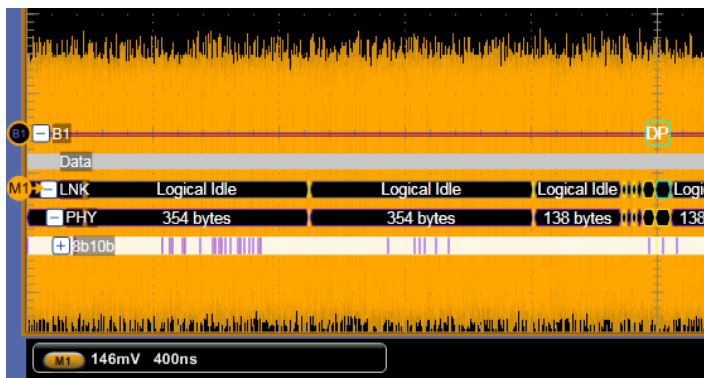 B1 B1 DP
Data
M1 LNK Logical Idle Logical Idle Logical Idle Logi
PHY 354 bytes 354 bytes 138 bytes 138
8b10b
M1 146mV 400ns